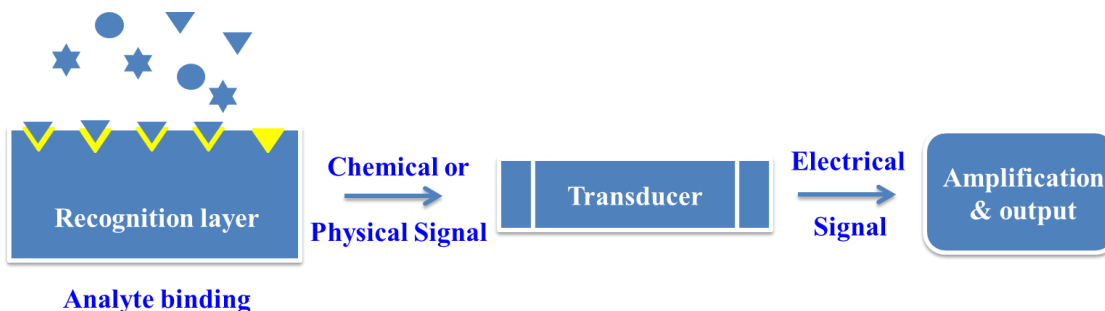 Recognition layer
Analyte binding
Chemical or
Physical Signal
Transducer
Electrical
Signal
Amplification
& output